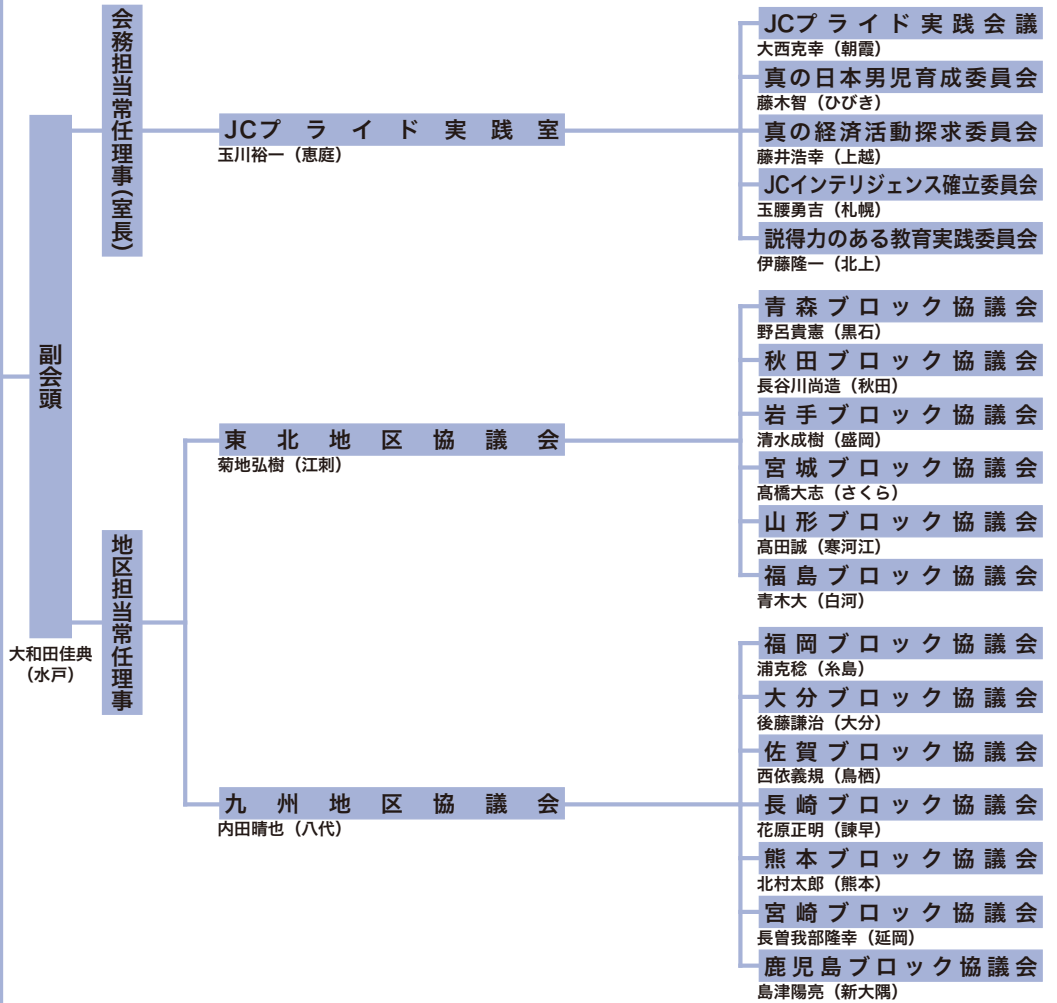 副会頭
大和田佳典
（水戸）
会務担当常任理事（室長）
JCプライド実践室
玉川裕一（恵庭）
JCプライド実践会議
大西克幸（朝霞）
真の日本男児育成委員会
藤木智（ひびき）
真の経済活動探求委員会
藤井浩幸（上越）
JCインテリジェンス確立委員会
玉腰勇吉（札幌）
説得力のある教育実践委員会
伊藤隆一（北上）
地区担当常任理事
東北地区協議会
菊地弘樹（江刺）
青森ブロック協議会
野呂貴憲（黒石）
秋田ブロック協議会
長谷川尚造（秋田）
岩手ブロック協議会
清水成樹（盛岡）
宮城ブロック協議会
髙橋大志（さくら）
山形ブロック協議会
髙田誠（寒河江）
福島ブロック協議会
青木大（白河）
九州地区協議会
内田晴也（八代）
福岡ブロック協議会
浦克稔（糸島）
大分ブロック協議会
後藤謙治（大分）
佐賀ブロック協議会
西依義規（鳥栖）
長崎ブロック協議会
花原正明（諫早）
熊本ブロック協議会
北村太郎（熊本）
宮崎ブロック協議会
長曽我部隆幸（延岡）
鹿児島ブロック協議会
島津陽亮（新大隅）